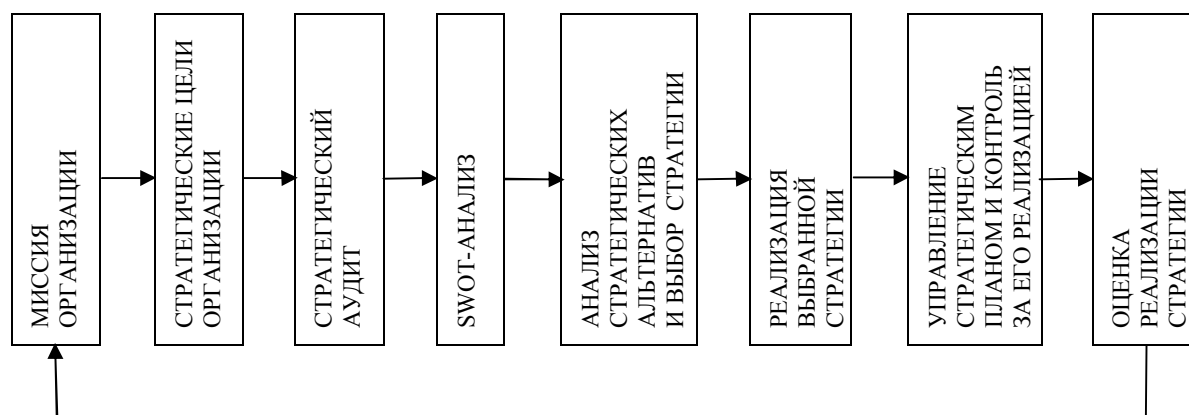 МИССИЯ
ОРГАНИЗАЦИИ
СТРАТЕГИЧЕСКИЕ ЦЕЛИ
ОРГАНИЗАЦИИ
СТРАТЕГИЧЕСКИЙ
АУДИТ
SWOT-АНАЛИЗ
АНАЛИЗ
СТРАТЕГИЧЕСКИХ
АЛЬТЕРНАТИВ
И ВЫБОР СТРАТЕГИИ
РЕАЛИЗАЦИЯ
ВЫБРАННОЙ
СТРАТЕГИИ
УПРАВЛЕНИЕ
СТРАТЕГИЧЕСКИМ
ПЛАНОМ И КОНТРОЛЬ
ЗА ЕГО РЕАЛИЗАЦИЕЙ
ОЦЕНКА
РЕАЛИЗАЦИИ
СТРАТЕГИИ